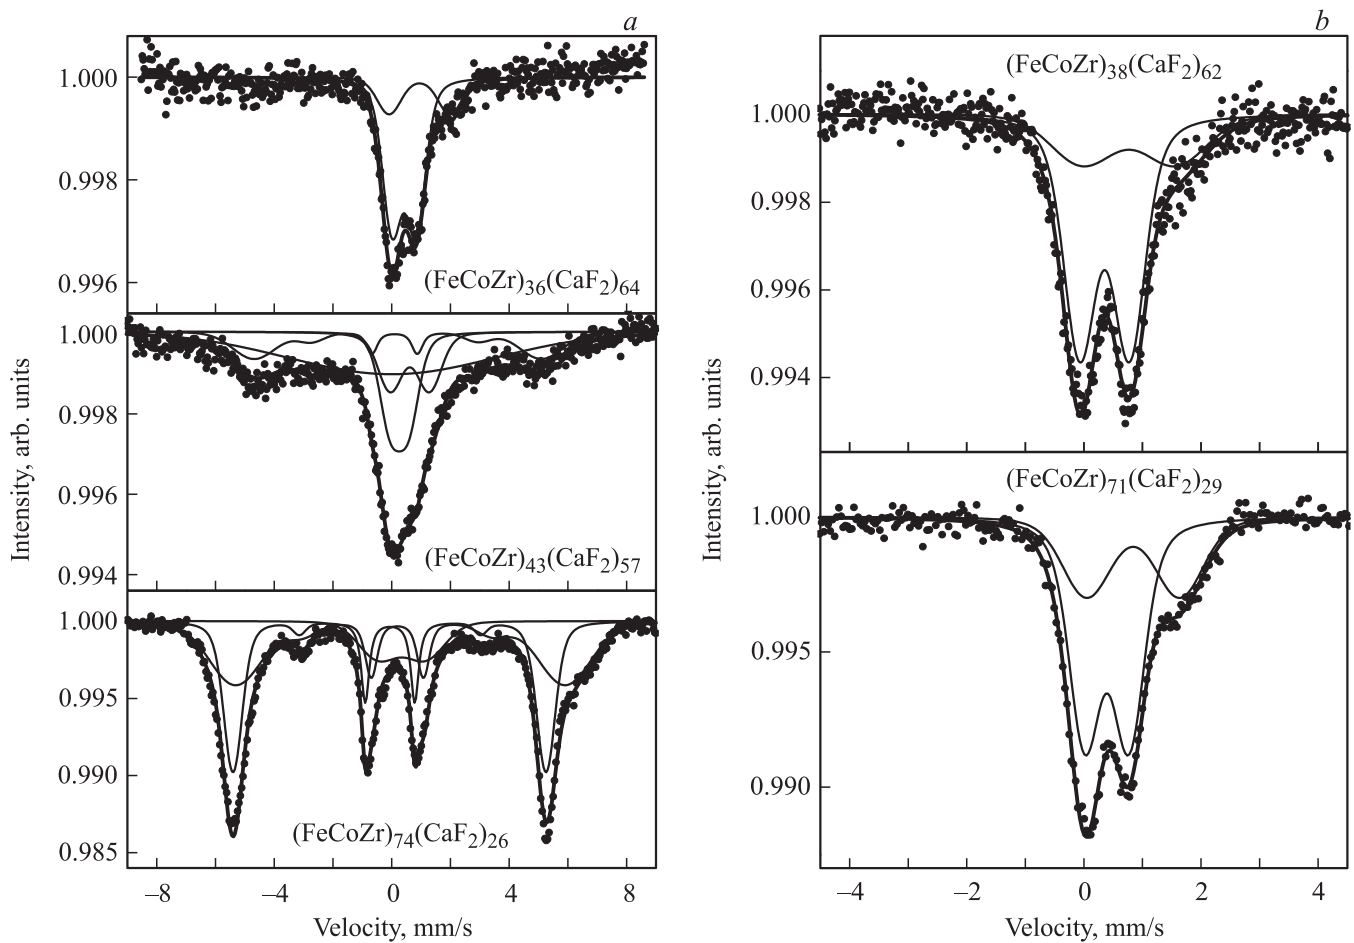 a
1.000
0.998
0.996
(FeCoZr)36(CaF2)64
1.000
0.998
0.996
0.994
(FeCoZr)43(CaF2)57
1.000
0.995
0.990
0.985
(FeCoZr)74(CaF2)26
–8 –4 0 4 8
Velocity, mm/s
Intensity, arb. units
b
(FeCoZr)38(CaF2)62
1.000
0.998
0.996
0.994
(FeCoZr)71(CaF2)29
1.000
0.995
0.990
–4 –2 0 2 4
Velocity, mm/s
Intensity, arb. units